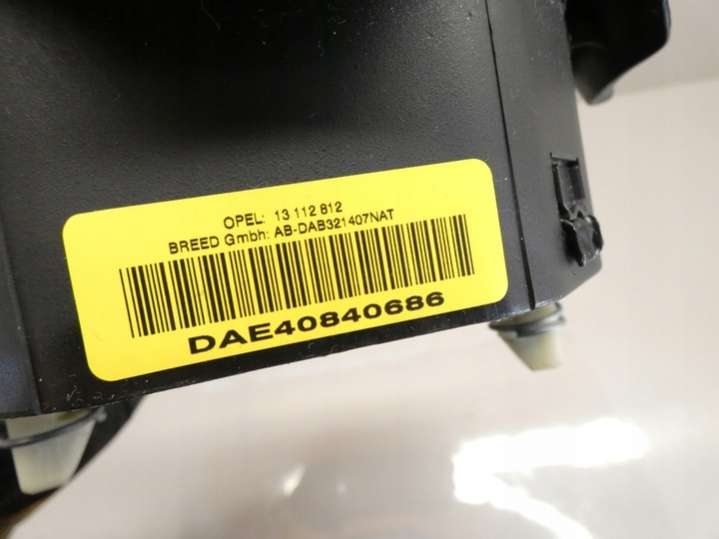 OPEL: 13 112 812
BREED Gmbh: AB-DAB321407NAT
DAE40840686